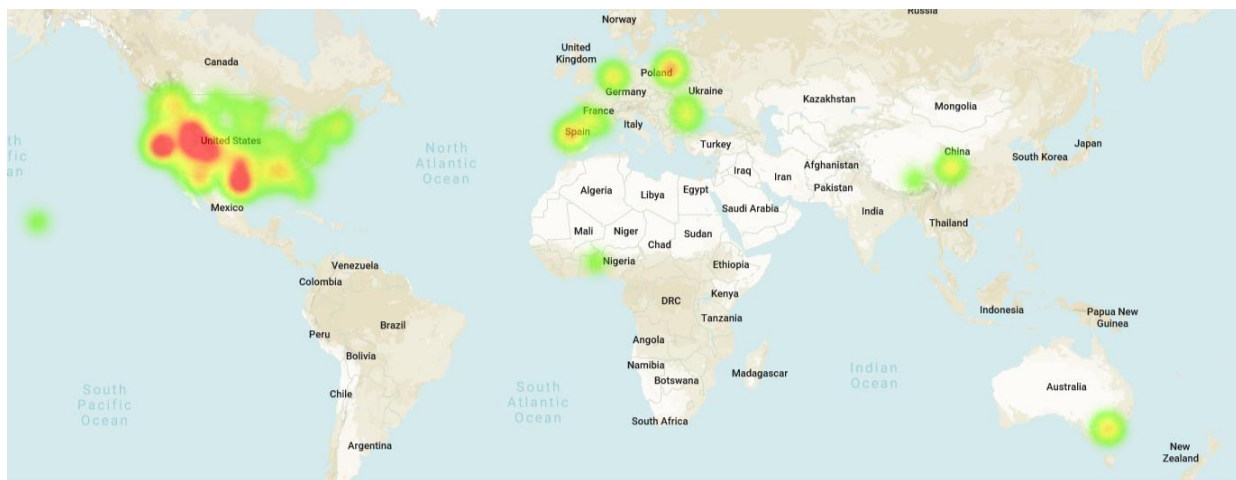 Russia
Norway
Canada
United
Kingdom
Poland
Germany
Ukraine
Kazakhstan
Mongolia
France
Italy
Spain
United States
Turkey
China
Japan
South Korea
North
Atlantic
Ocean
Afghanistan
Iraq
Iran
Pakistan
Algeria
Libya
Egypt
Saudi Arabia
India
Mexico
Mali
Niger
Chad
Sudan
Thailand
Nigeria
Ethiopia
Venezuela
Colombia
Kenya
DRC
Tanzania
Indonesia
Papua New
Guinea
Peru
Brazil
Angola
Bolivia
Namibia
Botswana
Madagascar
Indian
Ocean
Australia
Chile
South
Pacific
Ocean
South
Atlantic
Ocean
South Africa
Argentina
New
Zealand